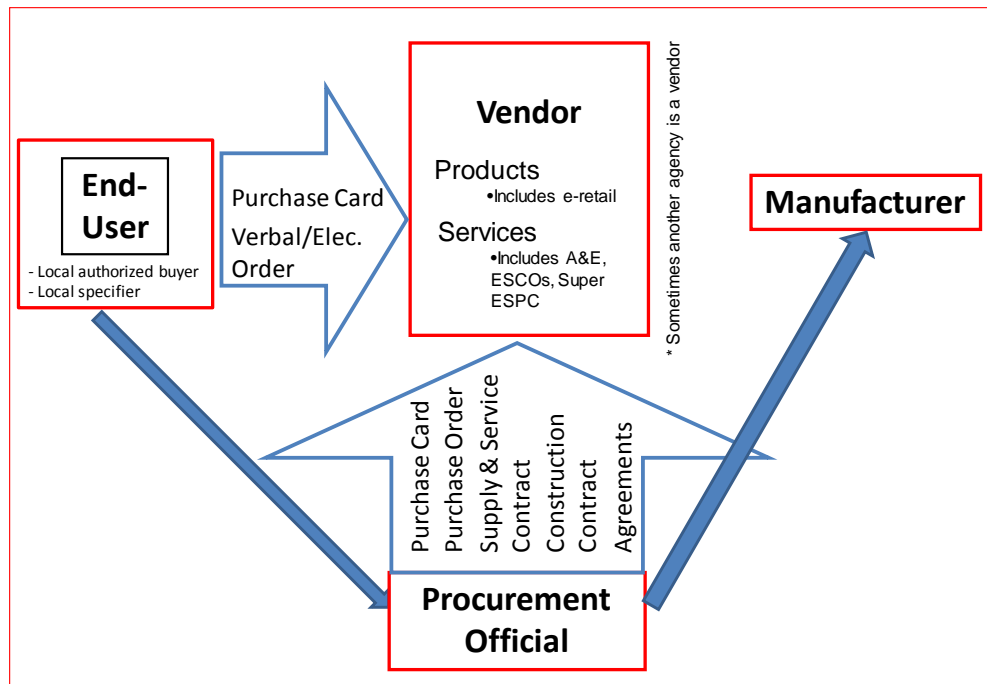 End-
User
- Local authorized buyer
- Local specifier
Purchase Card
Verbal/Elec.
Order
Vendor
Products
•Includes e-retail
Services
•Includes A&E,
ESCOs, Super
ESPC
* Sometimes another agency is a vendor
Manufacturer
Purchase Card
Purchase Order
Supply & Service
Contract
Construction
Contract
Agreements
Procurement
Official